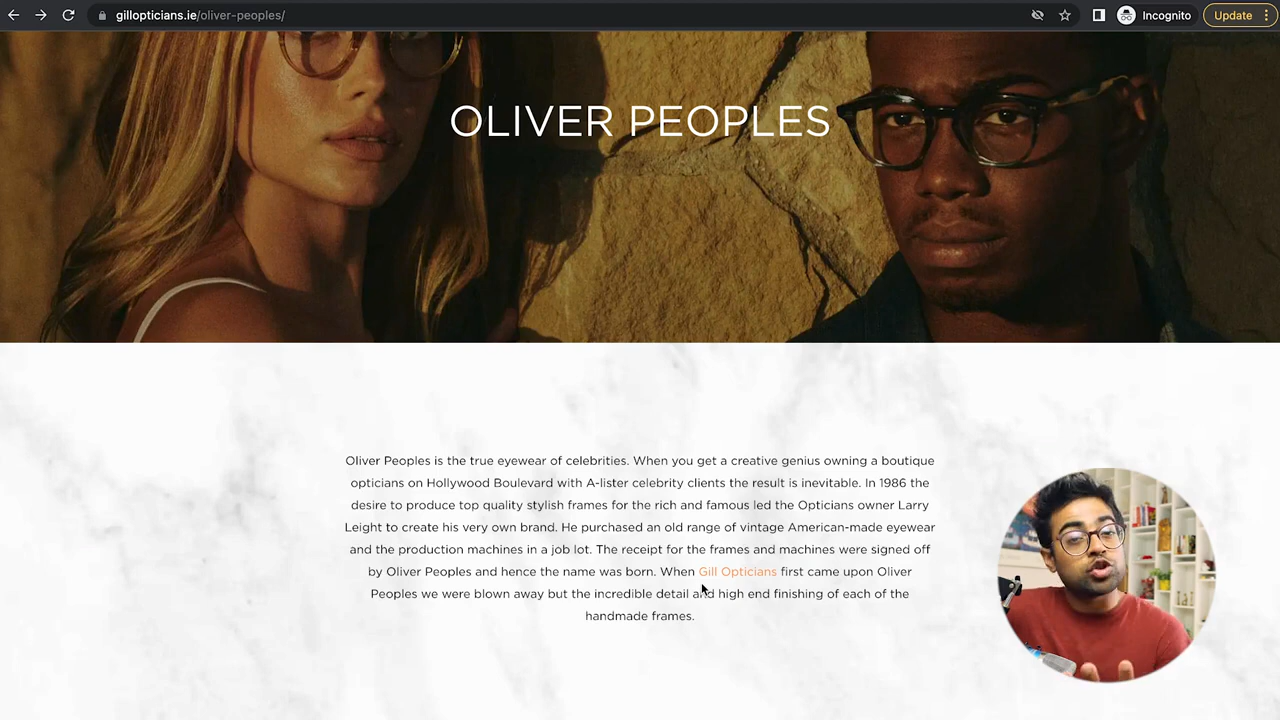 gillopticians.ie/oliver-peoples/
Incognito
Update
OLIVER PEOPLES
Oliver Peoples is the true eyewear of celebrities. When you get a creative genius owning a boutique
opticians on Hollywood Boulevard with A-lister celebrity clients the result is inevitable. In 1986 the
desire to produce top quality stylish frames for the rich and famous led the Opticians owner Larry
Leight to create his very own brand. He purchased an old range of vintage American-made eyewear
and the production machines in a job lot. The receipt for the frames and machines were signed off
by Oliver Peoples and hence the name was born. When Gill Opticians first came upon Oliver
Peoples we were blown away but the incredible detail and high end finishing of each of the
handmade frames.